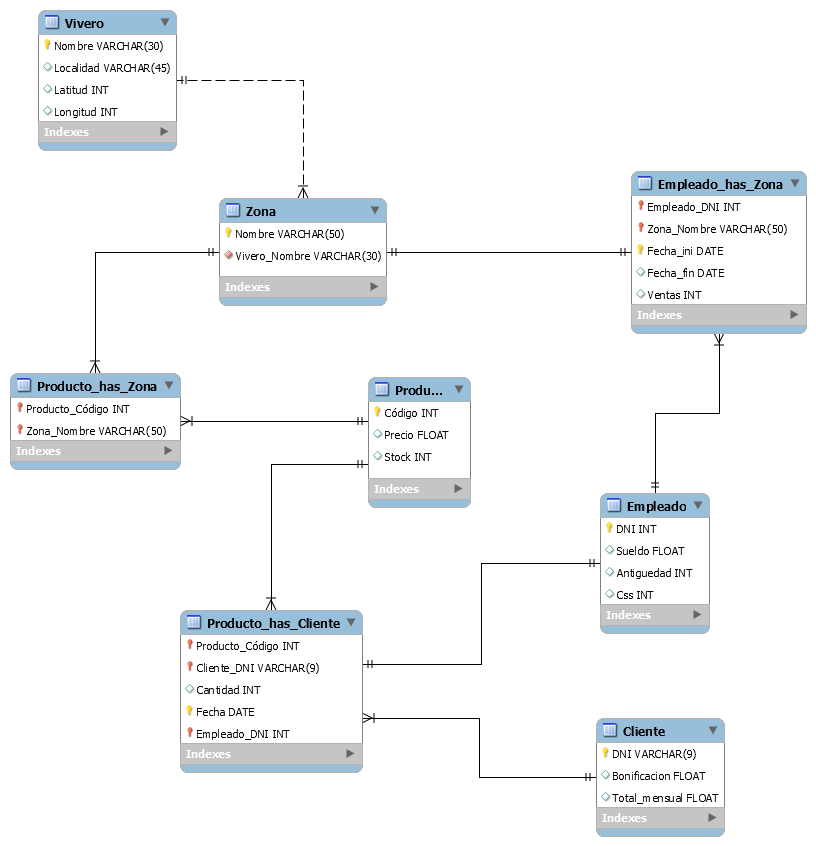 Vivero
Nombre VARCHAR(30)
Localidad VARCHAR(45)
Latitud INT
Longitud INT
Indexes
Zona
Nombre VARCHAR(50)
Vivero_Nombre VARCHAR(30)
Indexes
Empleado_has_Zona
Empleado_DNI INT
Zona_Nombre VARCHAR(50)
Fecha_ini DATE
Fecha_fin DATE
Ventas INT
Indexes
Producto_has_Zona
Producto_Código INT
Zona_Nombre VARCHAR(50)
Indexes
Produ...
Código INT
Precio FLOAT
Stock INT
Indexes
Empleado
DNI INT
Sueldo FLOAT
Antiguedad INT
Css INT
Indexes
Producto_has_Cliente
Producto_Código INT
Cliente_DNI VARCHAR(9)
Cantidad INT
Fecha DATE
Empleado_DNI INT
Indexes
Cliente
DNI VARCHAR(9)
Bonificacion FLOAT
Total_mensual FLOAT
Indexes